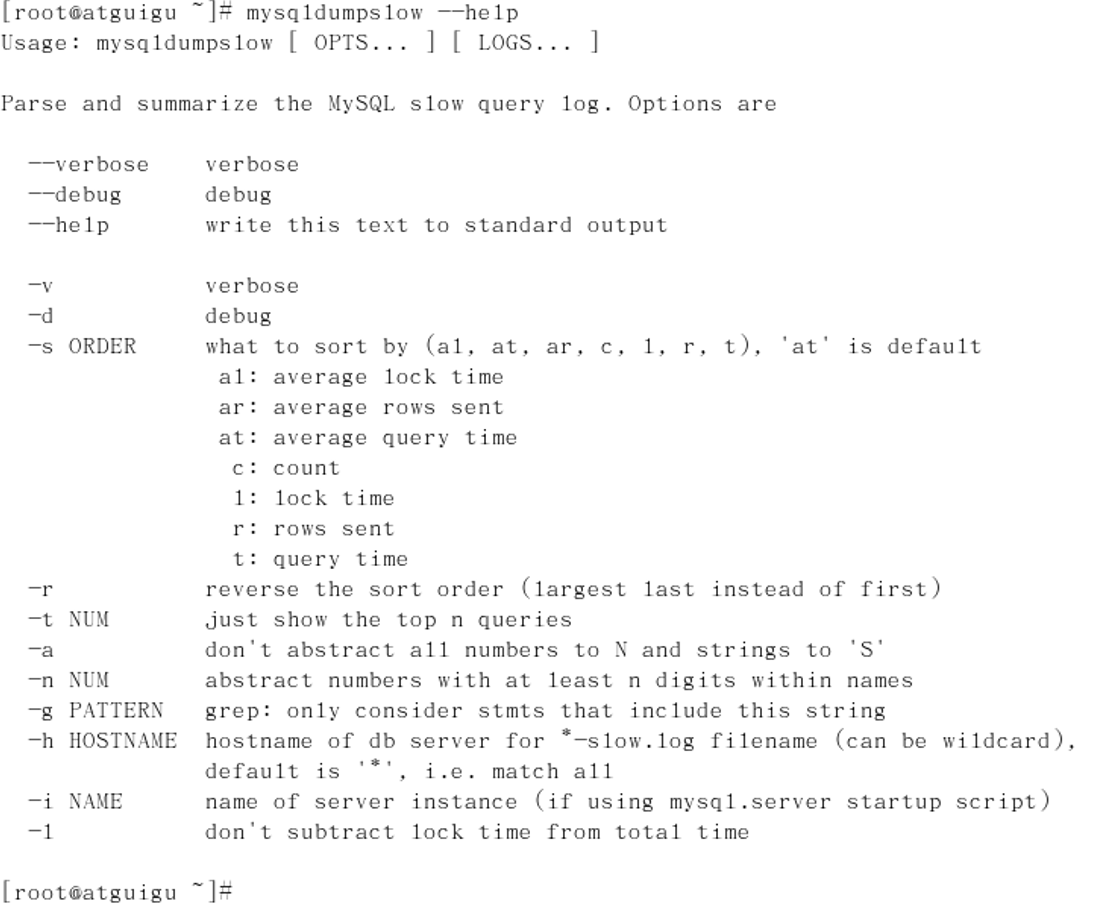 [root@atguigu ~]# mysqldumpslow --help
Usage: mysqldumpslow [ OPTS... ] [ LOGS... ]
Parse and summarize the MySQL slow query log. Options are
--verbose    verbose
--debug      debug
--help       write this text to standard output
-v           verbose
-d           debug
-s ORDER     what to sort by (al, at, ar, c, l, r, t), 'at' is default
al: average lock time
ar: average rows sent
at: average query time
c: count
l: lock time
r: rows sent
t: query time
-r           reverse the sort order (largest last instead of first)
-t NUM       just show the top n queries
-a           don't abstract all numbers to N and strings to 'S'
-n NUM       abstract numbers with at least n digits within names
-g PATTERN   grep: only consider stmts that include this string
-h HOSTNAME  hostname of db server for *-slow.log filename (can be wildcard),
default is '*', i.e. match all
-i NAME      name of server instance (if using mysql.server startup script)
-l           don't subtract lock time from total time
[root@atguigu ~]#